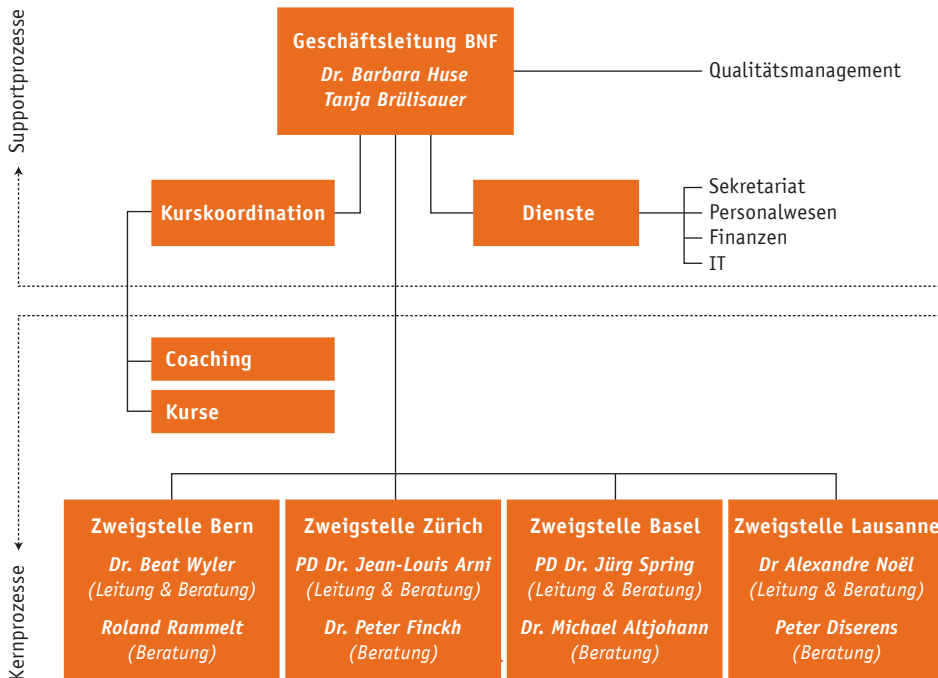 Supportprozesse
Geschäftsleitung BNF
Dr. Barbara Huse
Tanja Brülisauer
Qualitätsmanagement
Kurskoordination
Dienste
Sekretariat
Personalwesen
Finanzen
IT
Coaching
Kurse
Kernprozesse
Zweigstelle Bern
Dr. Beat Wyler
(Leitung & Beratung)
Roland Rammelt
(Beratung)
Zweigstelle Zürich
PD Dr. Jean-Louis Arni
(Leitung & Beratung)
Dr. Peter Finckh
(Beratung)
Zweigstelle Basel
PD Dr. Jürg Spring
(Leitung & Beratung)
Dr. Michael Altjohann
(Beratung)
Zweigstelle Lausanne
Dr Alexandre Noël
(Leitung & Beratung)
Peter Diserens
(Beratung)